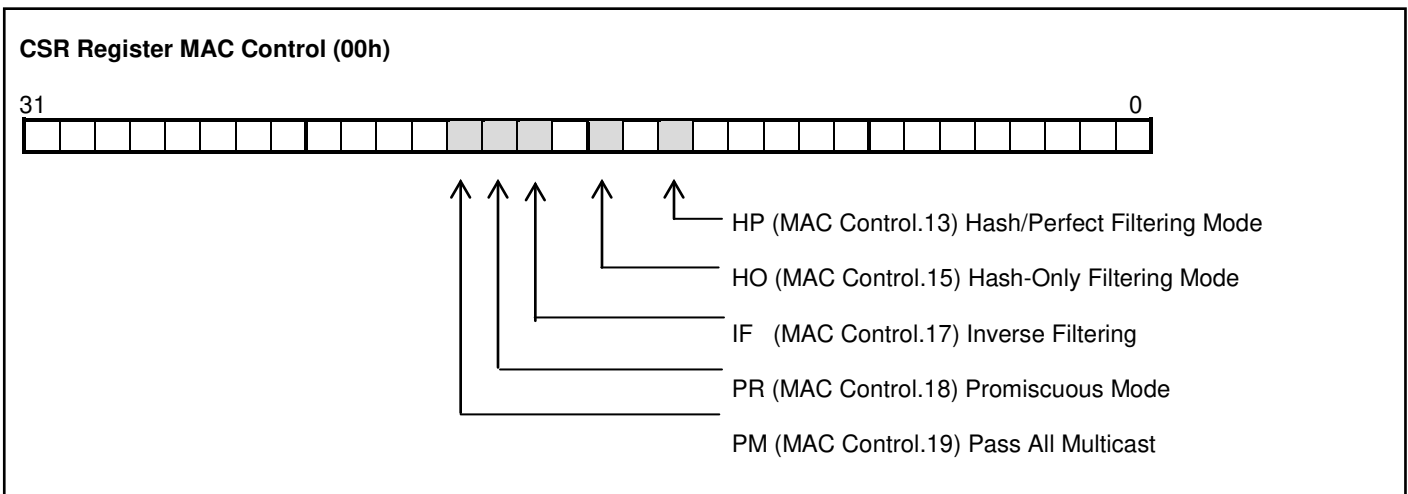 CSR Register MAC Control (00h)
31 0
HP (MAC Control.13) Hash/Perfect Filtering Mode
HO (MAC Control.15) Hash-Only Filtering Mode
IF (MAC Control.17) Inverse Filtering
PR (MAC Control.18) Promiscuous Mode
PM (MAC Control.19) Pass All Multicast